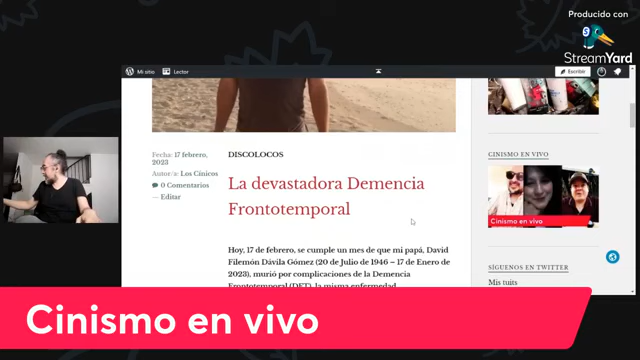 Producido con
StreamYard
Mi sitio
Lector
Escribir
Fecha: 17 febrero,
2023
Autor/s: Los Cínicos
0 Comentarios
— Editar
DISCOLOCOS
La devastadora Demencia
Frontotemporal
Hoy, 17 de febrero, se cumple un mes de que mi papá, David
Filemón Dávila Gómez (20 de Julio de 1946 – 17 de Enero de
2023), murió por complicaciones de la Demencia
Frontotemporal (DFT), la misma enfermedad
CINISMO EN VIVO
Cinismo en vivo
SÍGUENOS EN TWITTER
Mis tuits
Cinismo en vivo